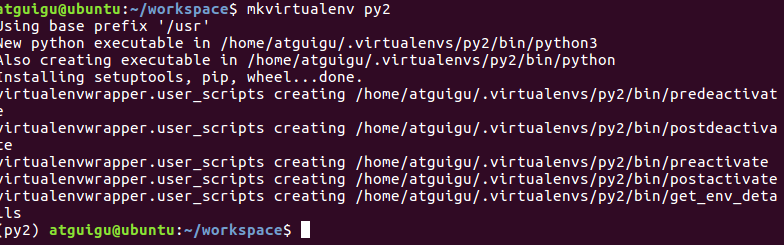 atguigu@ubuntu:~/workspace$ mkvirtualenv py2
Using base prefix '/usr'
New python executable in /home/atguigu/.virtualenvs/py2/bin/python3
Also creating executable in /home/atguigu/.virtualenvs/py2/bin/python
Installing setuptools, pip, wheel...done.
virtualenvwrapper.user_scripts creating /home/atguigu/.virtualenvs/py2/bin/predeactivat
e
virtualenvwrapper.user_scripts creating /home/atguigu/.virtualenvs/py2/bin/postdeactiva
te
virtualenvwrapper.user_scripts creating /home/atguigu/.virtualenvs/py2/bin/preactivate
virtualenvwrapper.user_scripts creating /home/atguigu/.virtualenvs/py2/bin/postactivate
virtualenvwrapper.user_scripts creating /home/atguigu/.virtualenvs/py2/bin/get_env_deta
ils
(py2) atguigu@ubuntu:~/workspace$